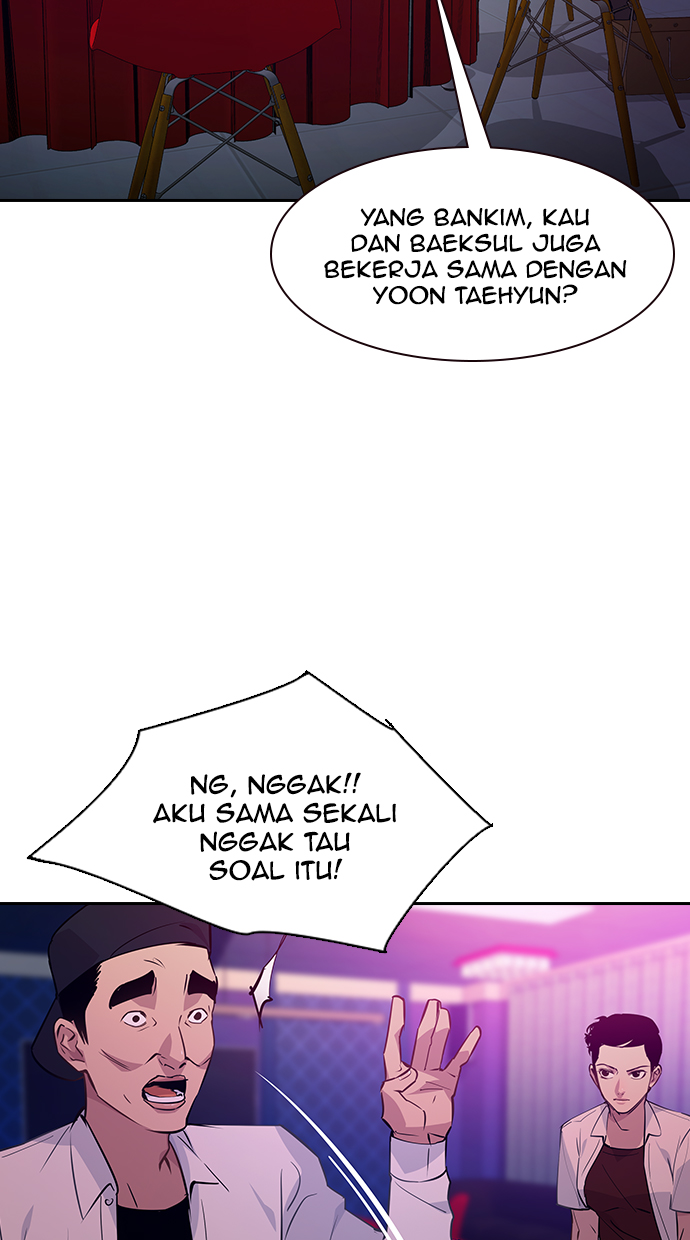 YANG BANKIM, KAU
DAN BAEKSUL JUGA
BEKERJA SAMA DENGAN
YOON TAEHYUN?
NG, NGGAK!!
AKU SAMA SEKALI
NGGAK TAU
SOAL ITU!